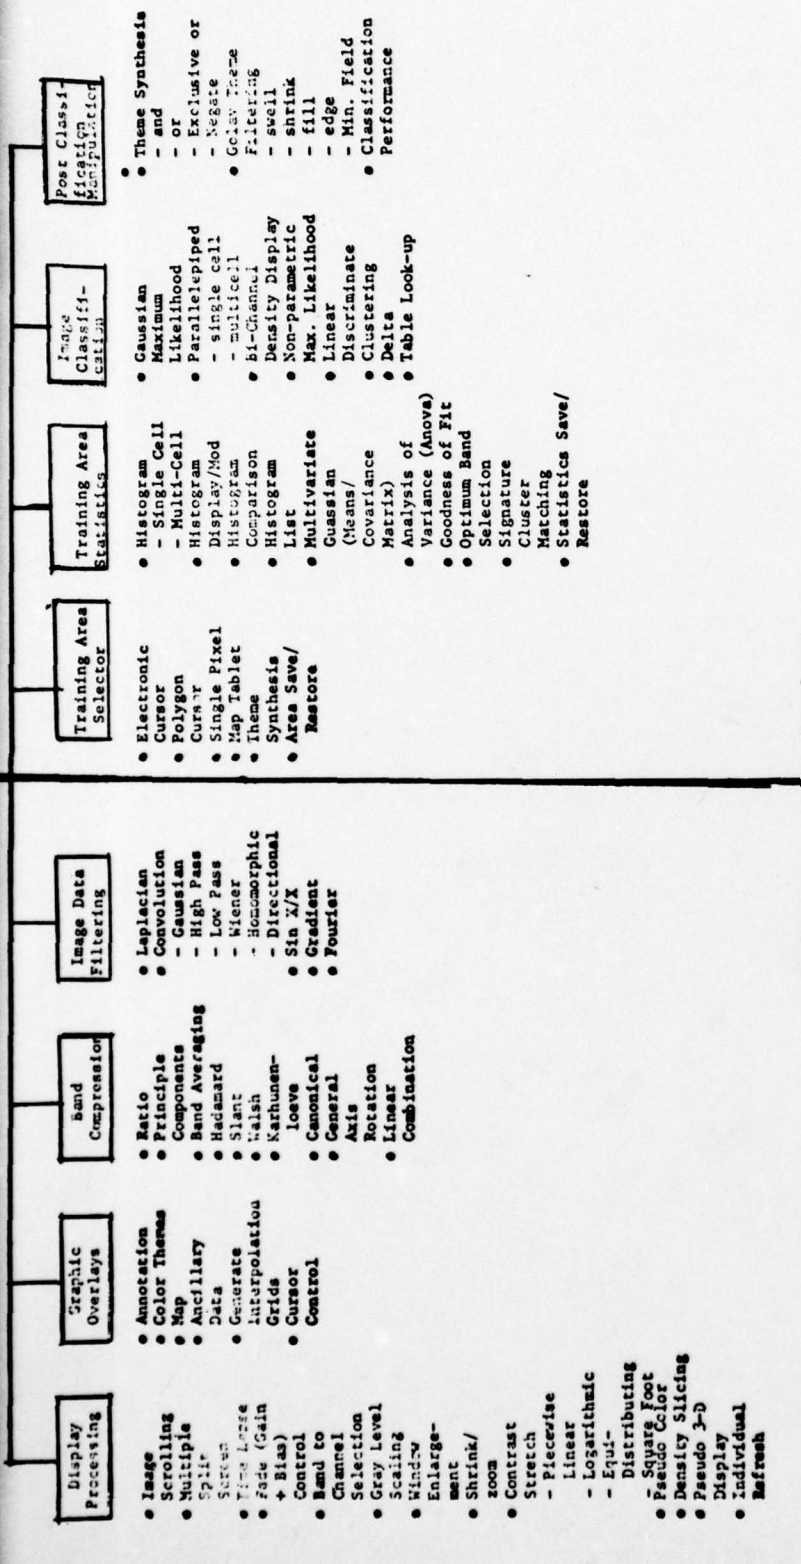 Display
Processing
● Image
Scrolling
● Multiple
Split
Screen
● Time Lapse
● Fade (Gain
+ Bias)
Control
● Band to
Channel
Selection
● Gray Level
Scaling
● Window
Enlarge-
ment
● Shrink/
zoom
● Contrast
Stretch
- Piecewise
Linear
- Logarithmic
- Equi-
Distributing
- Square Foot
● Pseudo Color
● Density Slicing
● Pseudo 3-D
Display
● Individual
Refresh
Graphic
Overlays
● Annotation
● Color Themes
● Map
● Ancillary
Data
● Generate
Interpolation
Grids
● Cursor
Control
Band
Compression
● Ratio
● Principle
Components
● Band Averaging
● Hadamard
● Slant
● Walsh
● Karhunen-
loeve
● Canonical
● General
Axis
Rotation
● Linear
Combination
Image Data
Filtering
● Laplacian
● Convolution
- Gaussian
- High Pass
- Low Pass
- Wiener
- Homomorphic
- Directional
● Sin X/X
● Gradient
● Fourier
Training Area
Selector
● Electronic
Cursor
● Polygon
Cursor
● Single Pixel
● Map Tablet
● Theme
Synthesis
● Area Save/
Restore
Training Area
Statistics
● Histogram
- Single Cell
- Multi-Cell
● Histogram
Display/Mod
● Histogram
Comparison
● Histogram
List
● Multivariate
Guassian
(Means/
Covariance
Matrix)
● Analysis of
Variance (Anova)
● Goodness of Fit
● Optimum Band
Selection
● Signature
Cluster
Matching
● Statistics Save/
Restore
Image
Classifi-
cation
● Gaussian
Maximum
Likelihood
● Parallelepiped
- single cell
- multicell
● Bi-Channel
Density Display
● Non-parametric
Max. Likelihood
● Linear
Discriminate
● Clustering
● Delta
● Table Look-up
Post Classi-
fication
Manipulation
● Theme Synthesis
- and
- or
- Exclusive or
- Negate
● Golay Theme
Filtering
- swell
- shrink
- fill
- edge
- Min. Field
● Classification
Performance